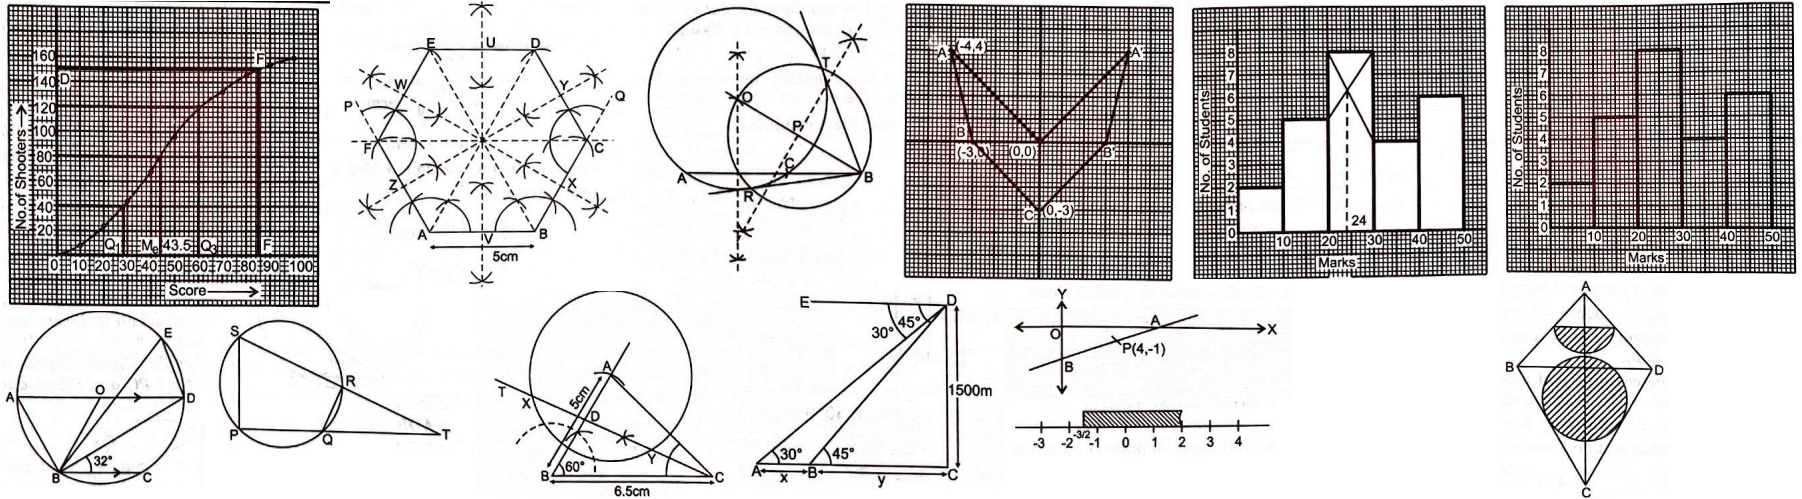 160
140
120
100
80
60
40
20
D
F
Q₁ Mₑ 43.5 Q₃ F
0 10 20 30 40 50 60 70 80 90 100
No. of Shooters
Score
E U D
W Y
P Q
F C
Z X
A V B
5cm
O T
P
A C B
R
A (-4,4) A'
B
(-3,0) (0,0) B'
C (0,-3)
8
7
6
5
4
3
2
1
0
No. of Students
24
10 20 30 40 50
Marks
8
7
6
5
4
3
2
1
0
No. of Students
10 20 30 40 50
Marks
E
A O D
32°
B C
S
R
P Q T
A
T X 5cm
D
Y
B 60° C
6.5cm
E D
30° 45°
1500m
30° 45°
A x B y C
Y
O A X
P(4,-1)
B
-3 -2 -3/2 -1 0 1 2 3 4
A
B D
C